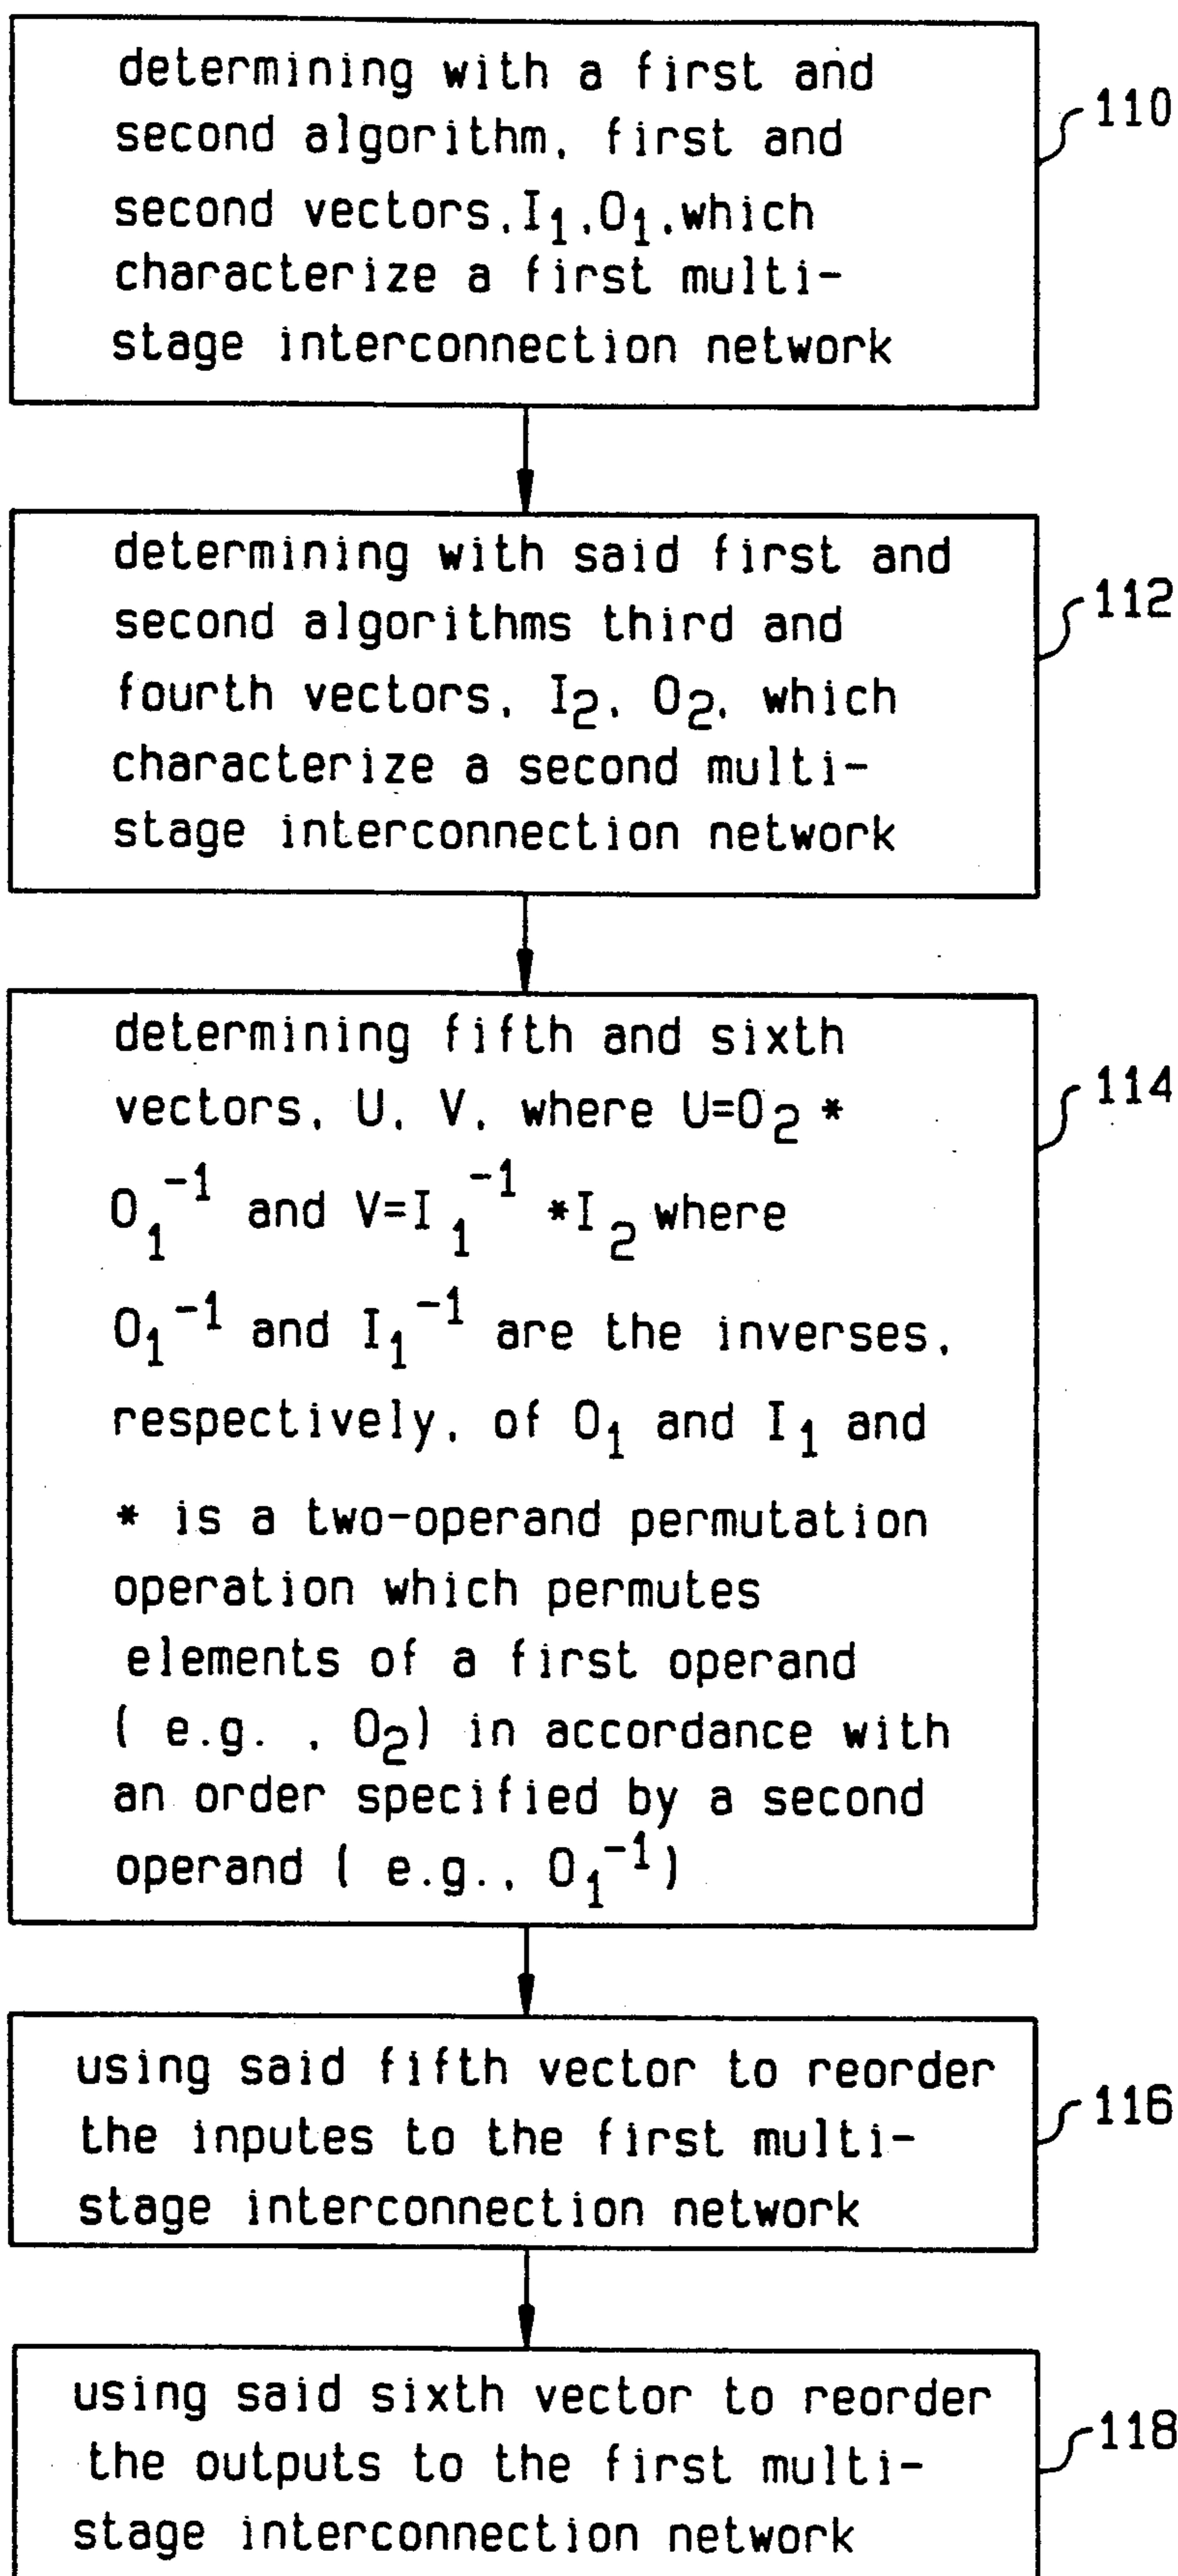 determining with a first and
second algorithm, first and
second vectors, I₁, O₁, which
characterize a first multi-
stage interconnection network
110
determining with said first and
second algorithms third and
fourth vectors, I₂, O₂, which
characterize a second multi-
stage interconnection network
112
determining fifth and sixth
vectors, U, V, where U=O₂ *
O₁⁻¹ and V=I₁⁻¹ *I₂ where
O₁⁻¹ and I₁⁻¹ are the inverses,
respectively, of O₁ and I₁ and
* is a two-operand permutation
operation which permutes
elements of a first operand
( e.g. , O₂) in accordance with
an order specified by a second
operand ( e.g., O₁⁻¹)
114
using said fifth vector to reorder
the inputes to the first multi-
stage interconnection network
116
using said sixth vector to reorder
the outputs to the first multi-
stage interconnection network
118